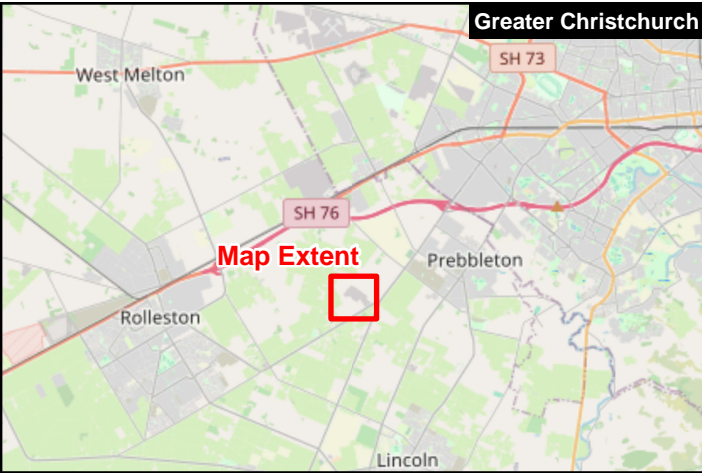 Greater Christchurch
SH 73
West Melton
SH 76
Map Extent
Prebbleton
Rolleston
Lincoln